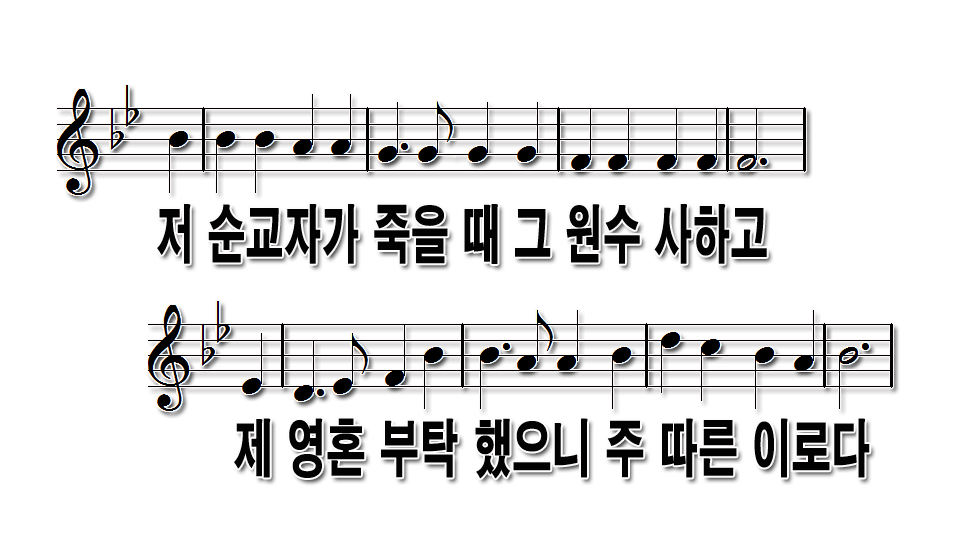 저 순교자가 죽을 때 그 원수 사하고
제 영혼 부탁 했으니 주 따른 이로다